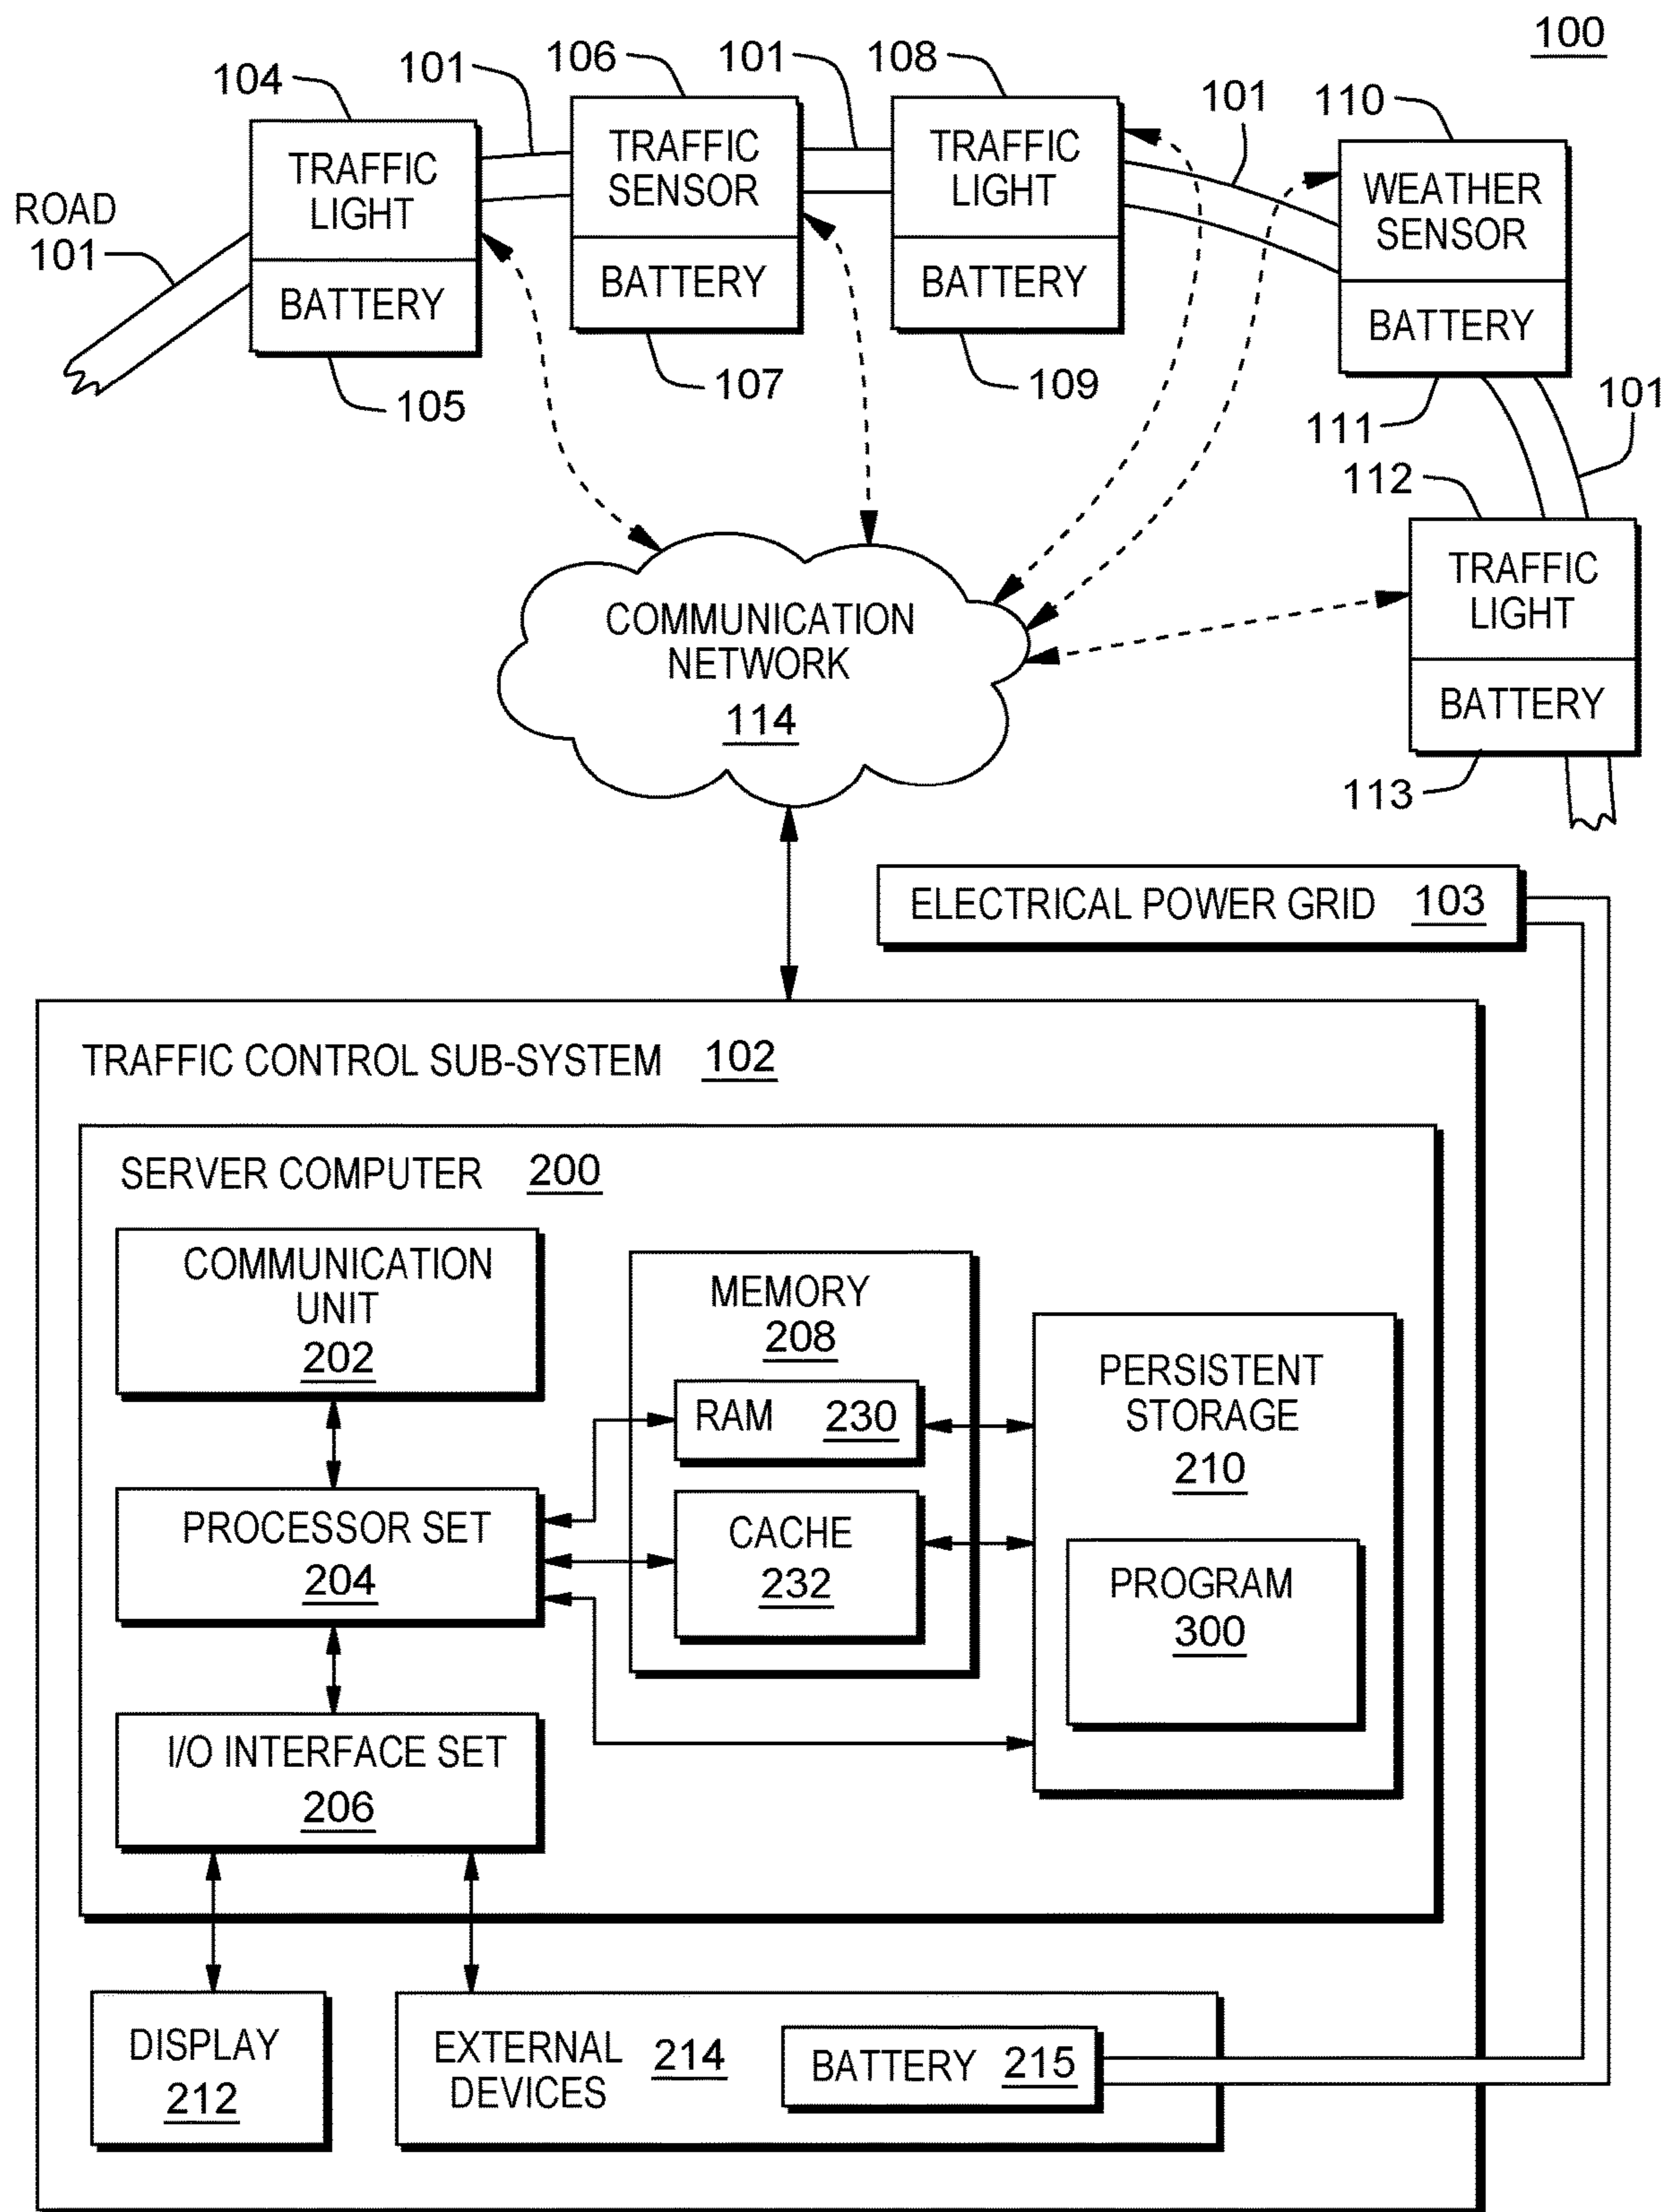 100
104
101
106
101
108
101
110
TRAFFIC
LIGHT
BATTERY
TRAFFIC
SENSOR
BATTERY
TRAFFIC
LIGHT
BATTERY
WEATHER
SENSOR
BATTERY
ROAD
101
105
107
109
111
101
112
TRAFFIC
LIGHT
BATTERY
113
COMMUNICATION
NETWORK
114
ELECTRICAL POWER GRID 103
TRAFFIC CONTROL SUB-SYSTEM 102
SERVER COMPUTER 200
COMMUNICATION
UNIT
202
MEMORY
208
RAM 230
CACHE
232
PERSISTENT
STORAGE
210
PROGRAM
300
PROCESSOR SET
204
I/O INTERFACE SET
206
DISPLAY
212
EXTERNAL
DEVICES
214
BATTERY 215